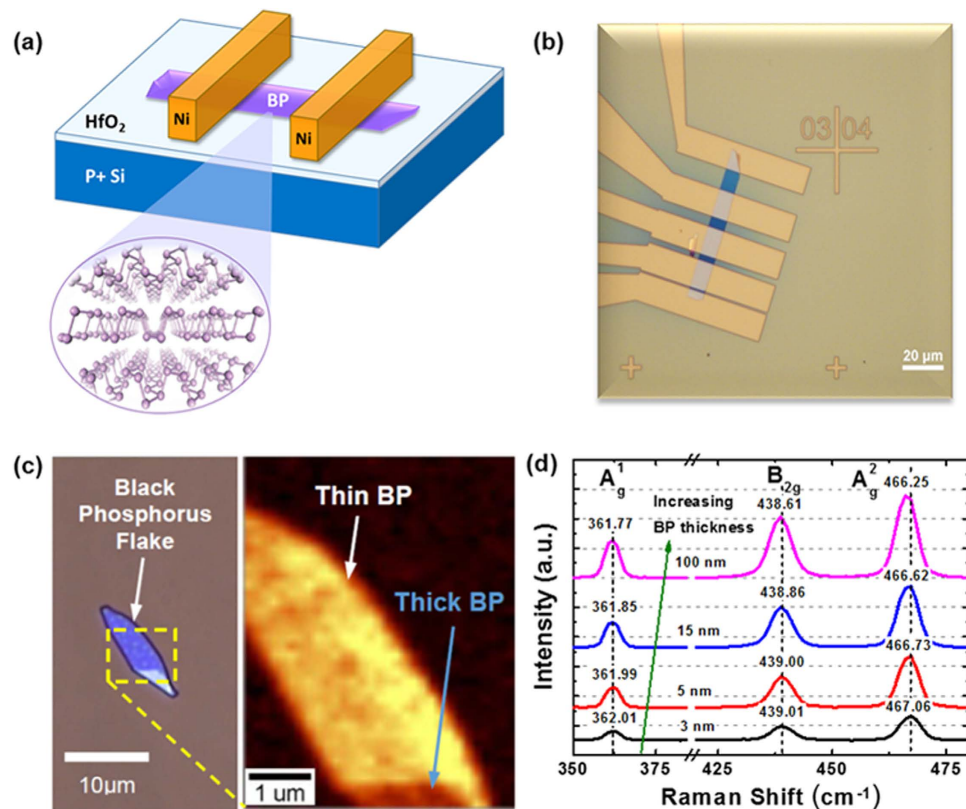 (a)
BP
Ni
Ni
HfO₂
P+ Si
(b)
03 04
20 µm
(c)
Black
Phosphorus
Flake
10µm
Thin BP
Thick BP
1 um
(d)
A¹g
B2g
A²g
466.25
Increasing
BP thickness
438.61
361.77
100 nm
466.62
438.86
361.85
15 nm
466.73
439.00
361.99
5 nm
467.06
439.01
362.01
3 nm
Intensity (a.u.)
350 375 425 450 475
Raman Shift (cm⁻¹)